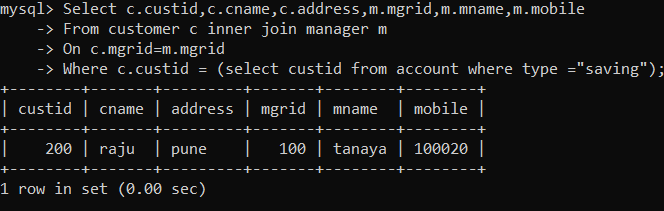 mysql> Select c.custid,c.cname,c.address,m.mgrid,m.mname,m.mobile
    -> From customer c inner join manager m
    -> On c.mgrid=m.mgrid
    -> Where c.custid = (select custid from account where type ="saving");
+--------+-------+---------+-------+--------+--------+
| custid | cname | address | mgrid | mname  | mobile |
+--------+-------+---------+-------+--------+--------+
|    200 | raju  | pune    |   100 | tanaya | 100020 |
+--------+-------+---------+-------+--------+--------+
1 row in set (0.00 sec)